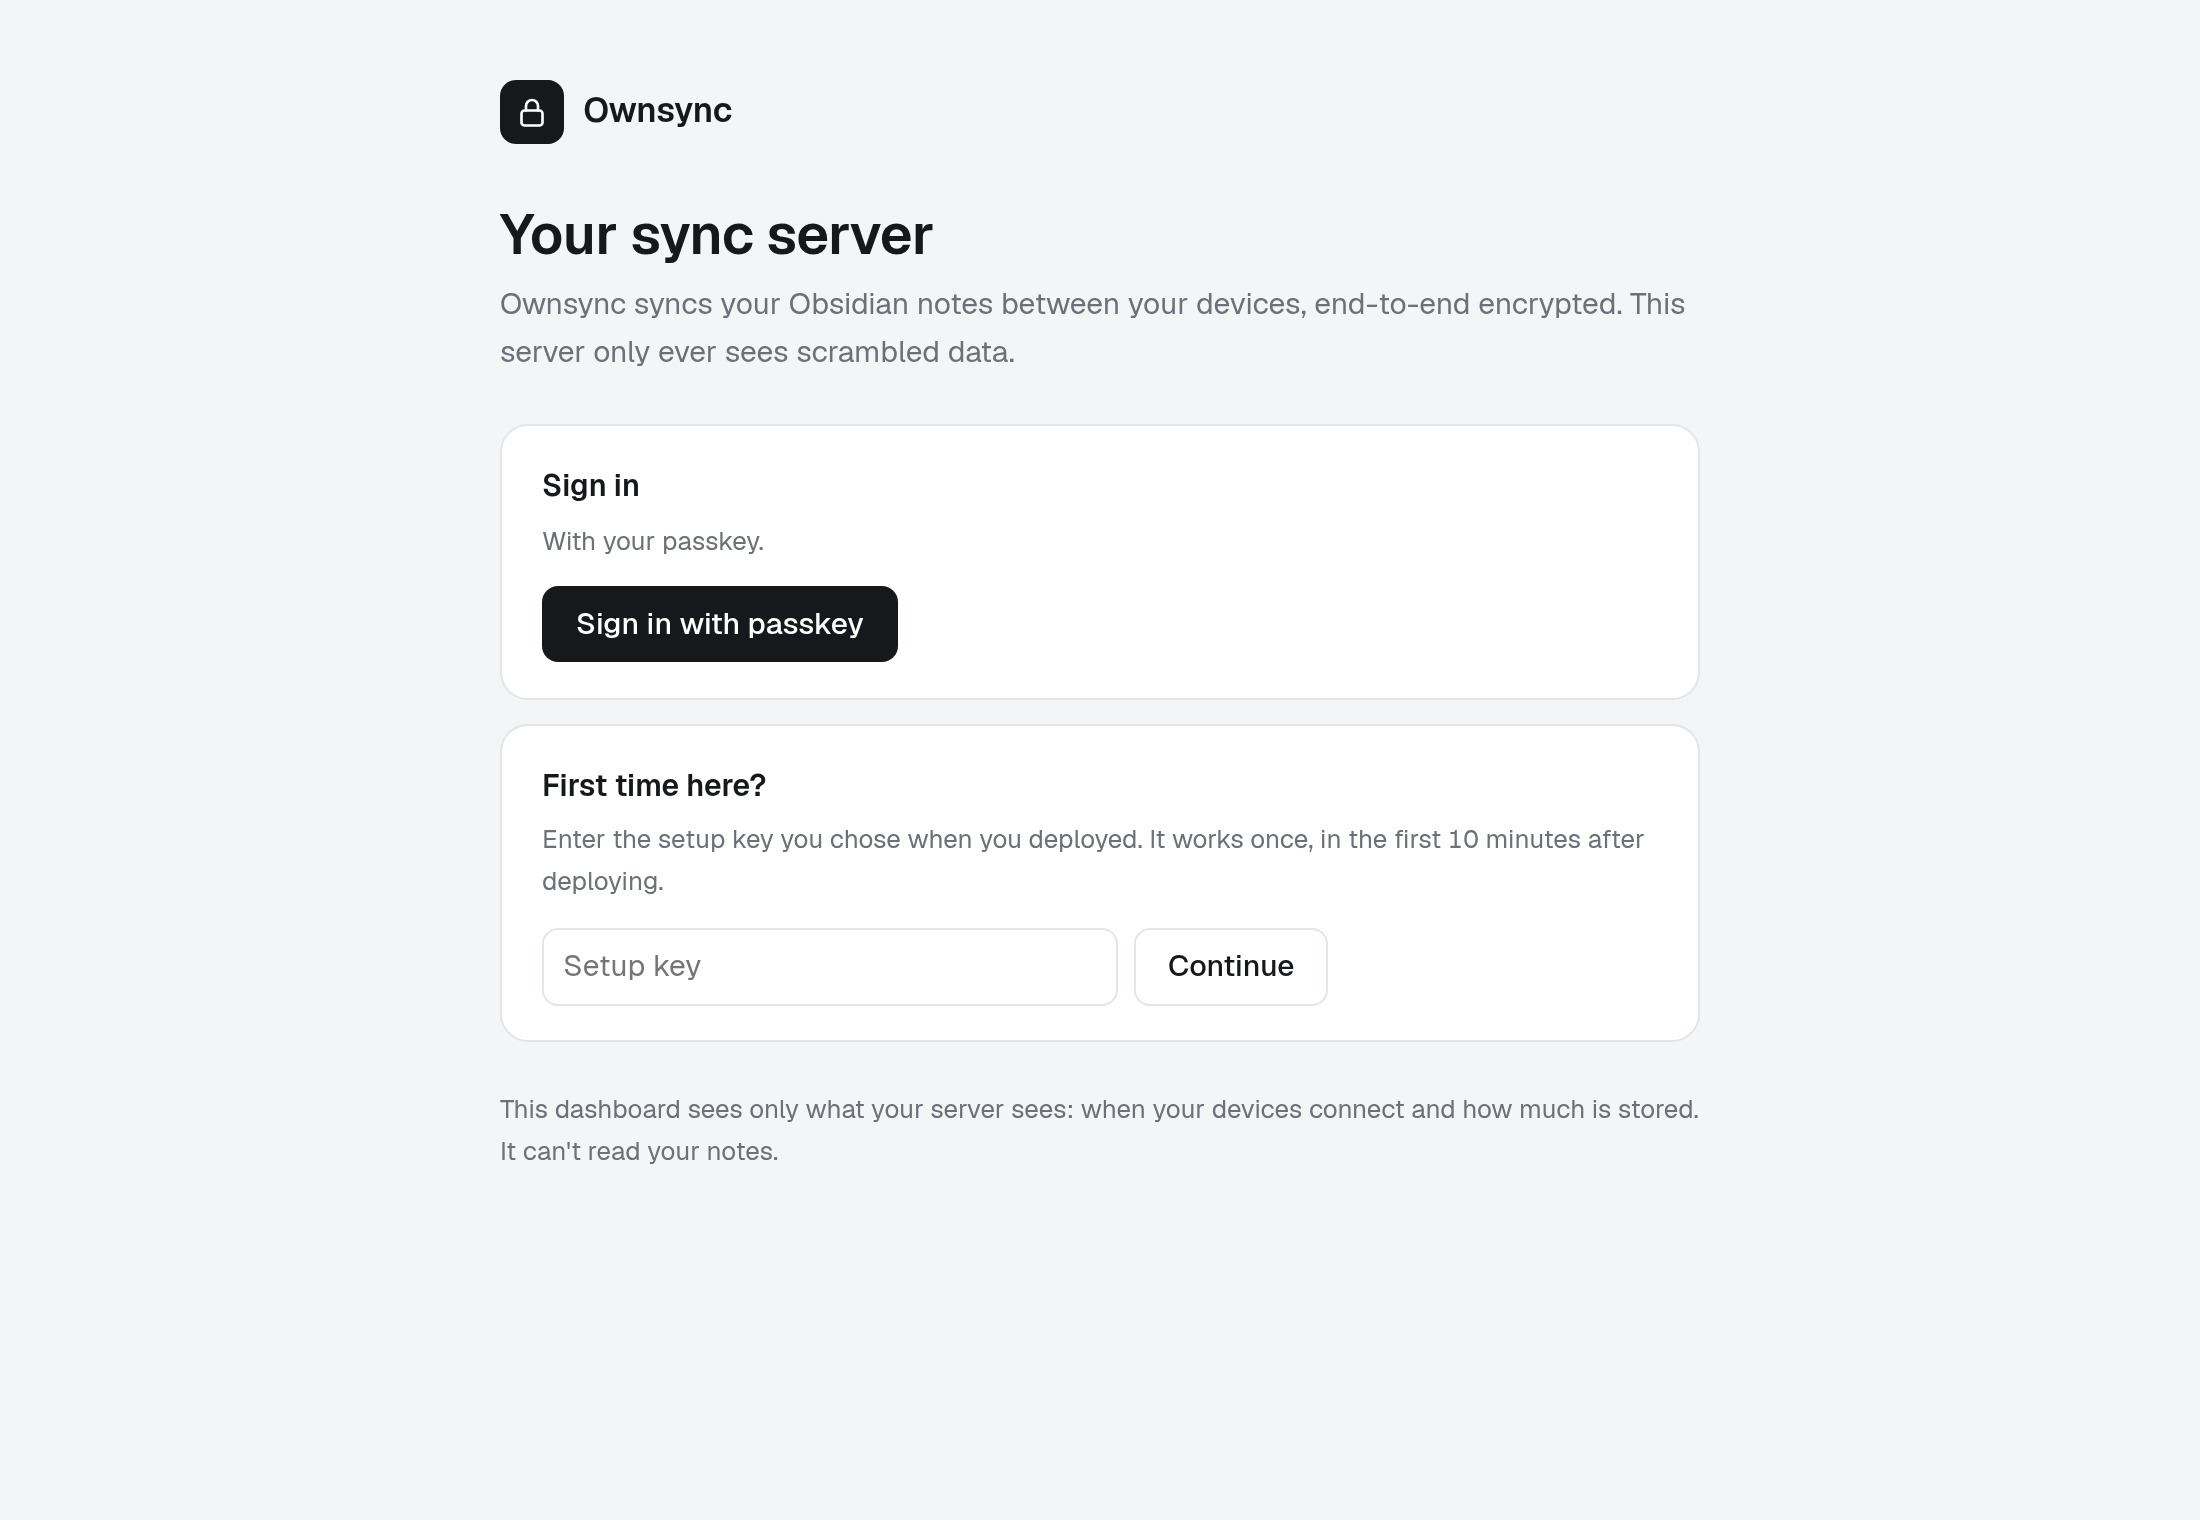 Ownsync
Your sync server
Ownsync syncs your Obsidian notes between your devices, end-to-end encrypted. This
server only ever sees scrambled data.
Sign in
With your passkey.
Sign in with passkey
First time here?
Enter the setup key you chose when you deployed. It works once, in the first 10 minutes after
deploying.
Setup key
Continue
This dashboard sees only what your server sees: when your devices connect and how much is stored.
It can't read your notes.